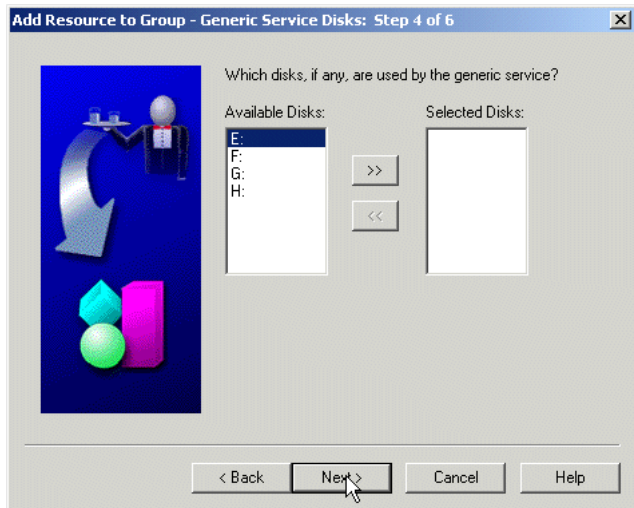 Add Resource to Group - Generic Service Disks: Step 4 of 6
Which disks, if any, are used by the generic service?
Available Disks:
Selected Disks:
E:
F:
G:
H:
>>
<<
< Back
Next >
Cancel
Help